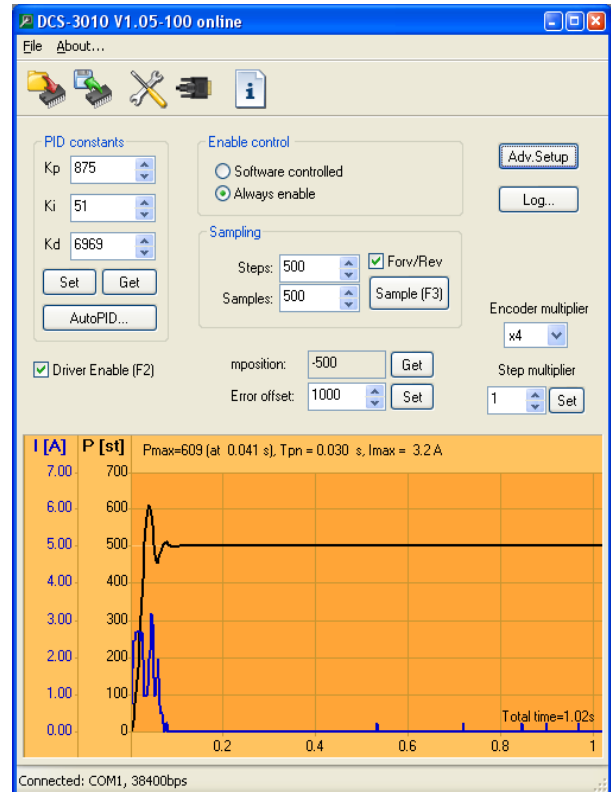 DCS-3010 V1.05-100 online
File About...
PID constants
Kp 875
Ki 51
Kd 6969
Set Get
AutoPID...
Enable control
Software controlled
Always enable
Adv.Setup
Log...
Sampling
Steps: 500
Forv/Rev
Samples: 500
Sample (F3)
Encoder multiplier
x4
Driver Enable (F2)
mposition: -500 Get
Error offset: 1000 Set
Step multiplier
1 Set
I [A] P [st] Pmax=609 (at 0.041 s), Tpn = 0.030 s, Imax = 3.2 A
7.00 700
6.00 600
5.00 500
4.00 400
3.00 300
2.00 200
1.00 100
0.00 0
Total time=1.02s
0.2 0.4 0.6 0.8 1
Connected: COM1, 38400bps